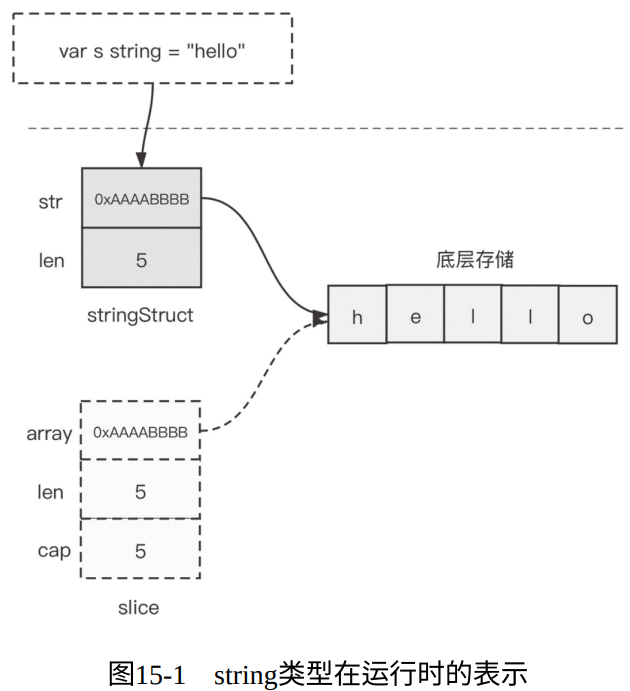 var s string = "hello"
str 0xAAAABBBB
len 5
stringStruct
底层存储
h e l l o
array 0xAAAABBBB
len 5
cap 5
slice
图15-1 string类型在运行时的表示